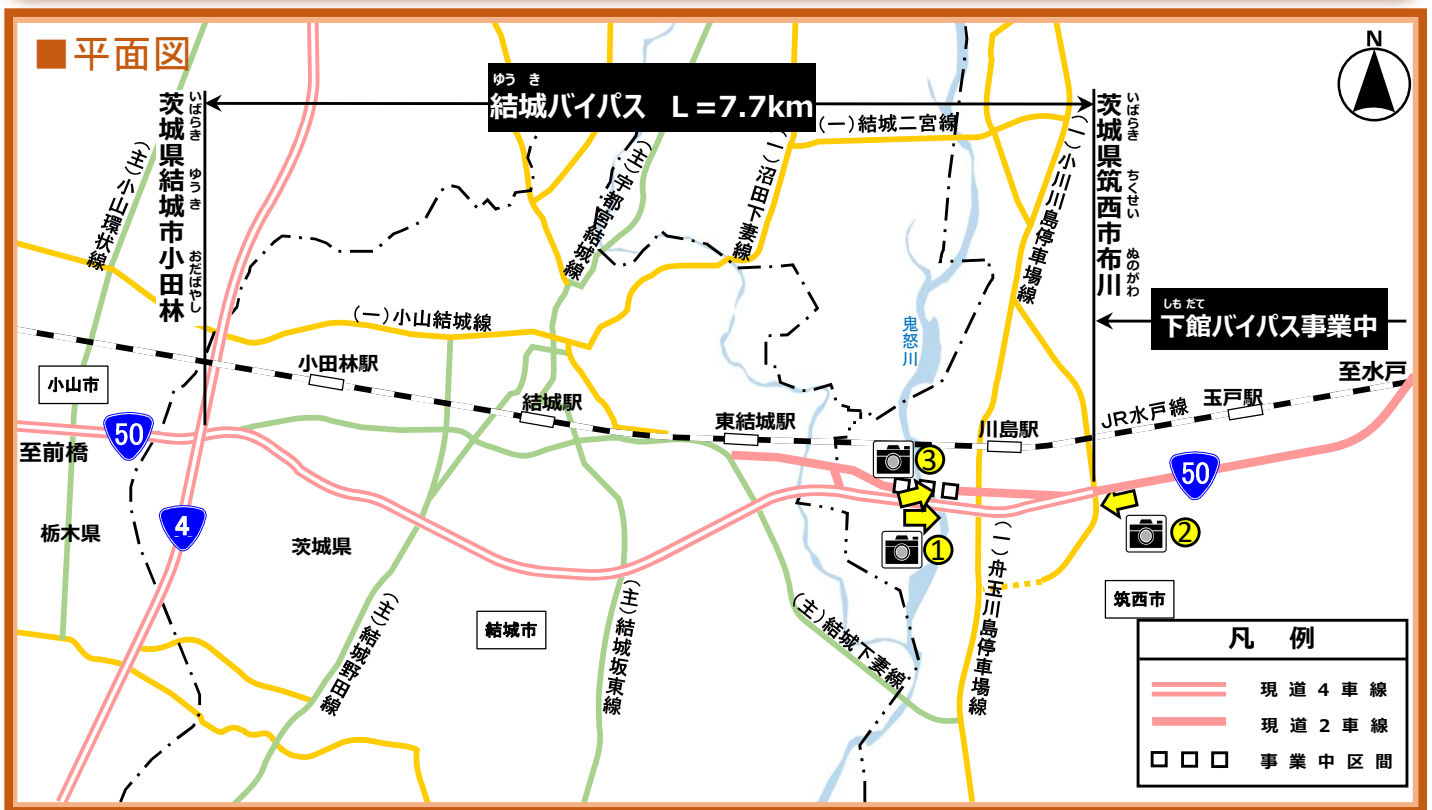 ■平面図
N
ゆう き
結城バイパス L=7.7km
いばらき ゆうき おだばやし
茨城県結城市小田林
いばらき ちくせい ぬのがわ
茨城県筑西市布川
しもだて
下館バイパス事業中
(主)小山環状線
(主)宇都宮結城線
(一)沼田下妻線
(一)結城二宮線
(一)小川川島停車場線
(一)小山結城線
鬼怒川
小田林駅
結城駅
東結城駅
川島駅
JR水戸線
玉戸駅
至水戸
小山市
50
至前橋
4
栃木県
茨城県
結城市
③
①
②
50
筑西市
(主)結城野田線
(主)結城坂東線
(主)結城下妻線
(一)舟玉川島停車場線
凡 例
現道4車線
現道2車線
事業中区間